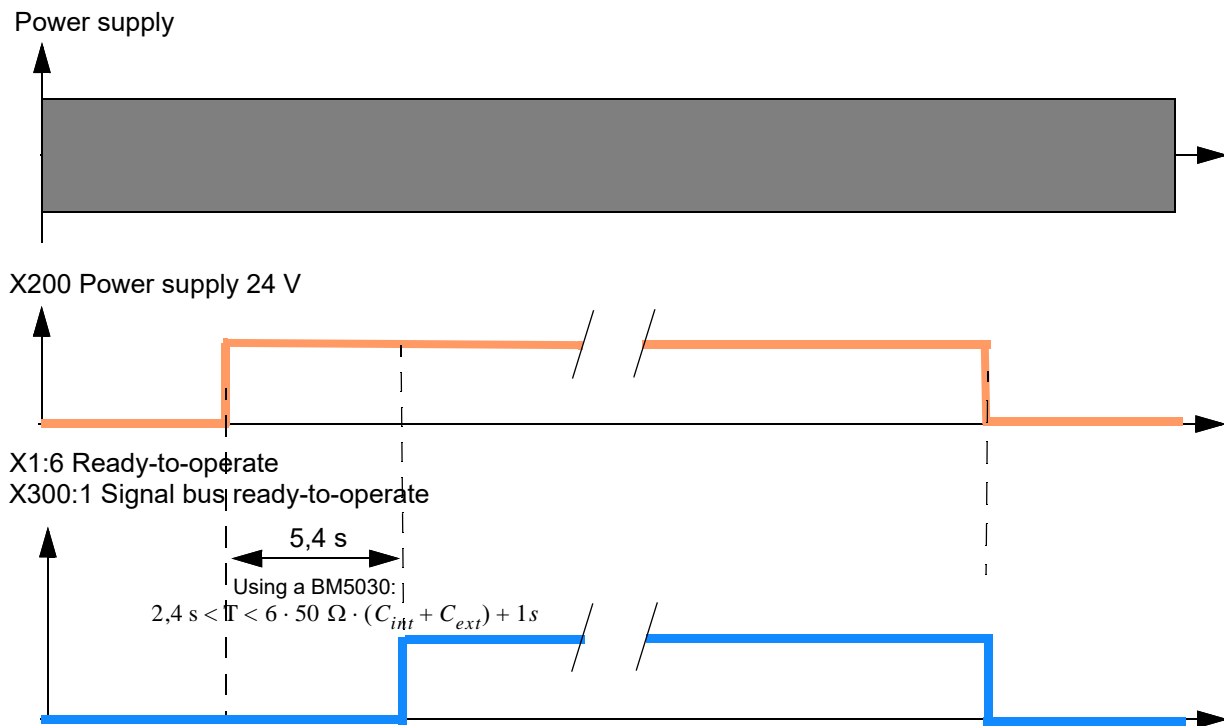 Power supply
X200 Power supply 24 V
X1:6 Ready-to-operate
X300:1 Signal bus ready-to-operate
5,4 s
Using a BM5030:
2,4 s < T < 6 · 50 Ω · (C_int + C_ext) + 1s